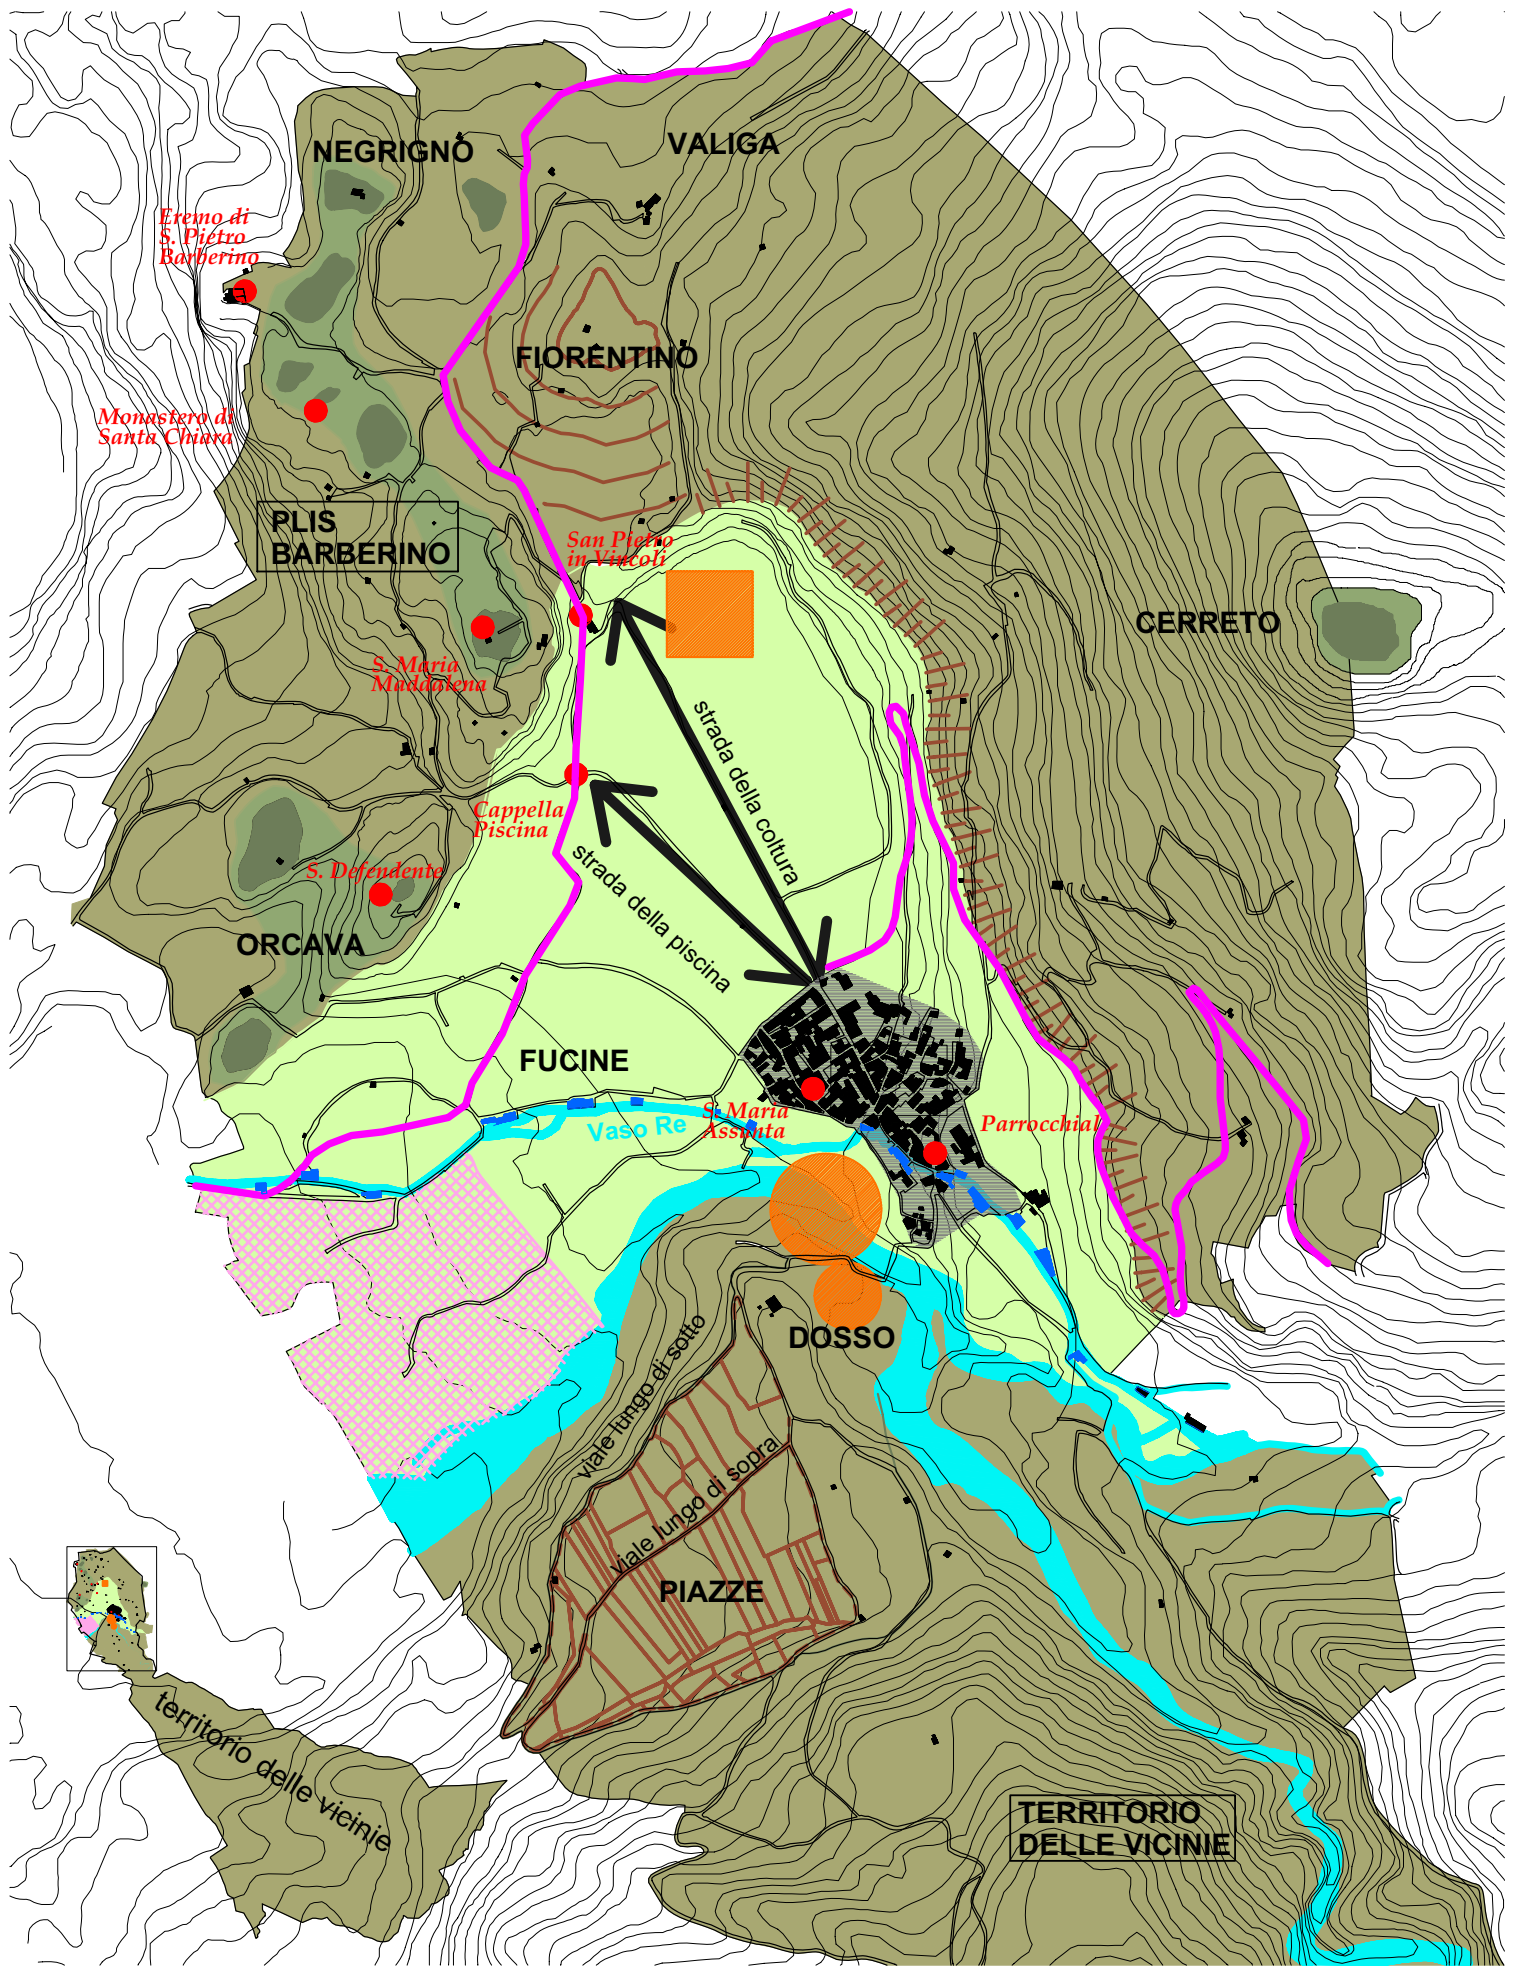 NEGRIGNO
VALIGA
Eremo di
S. Pietro
Barberino
FIORENTINO
Monastero di
Santa Chiara
PLIS
BARBERINO
San Pietro
in Vincoli
CERRETO
S. Maria
Maddalena
strada della coltura
Cappella
Piscina
strada della piscina
S. Defendente
ORCAVA
FUCINE
S. Maria
Assunta
Vaso Re
Parrocchial
DOSSO
viale lungo di sotto
viale lungo di sopra
PIAZZE
territorio delle vicinie
TERRITORIO
DELLE VICINIE